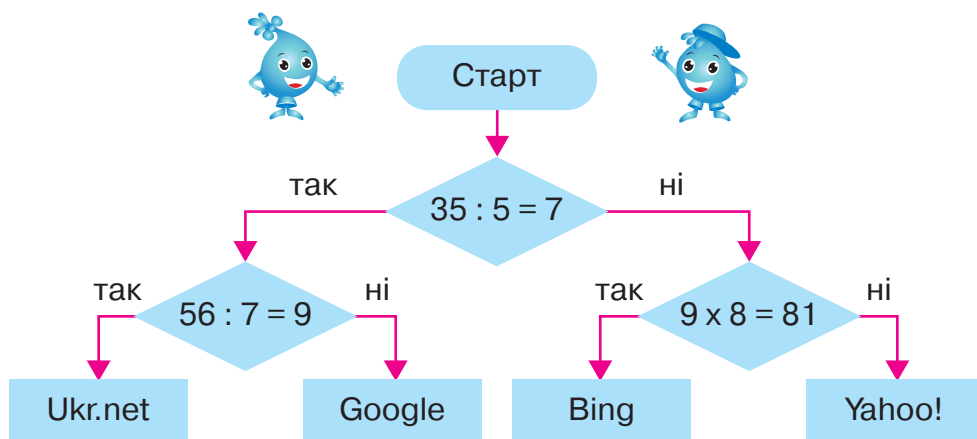 Старт
так
ні
35 : 5 = 7
так
ні
так
ні
56 : 7 = 9
9 x 8 = 81
Ukr.net
Google
Bing
Yahoo!